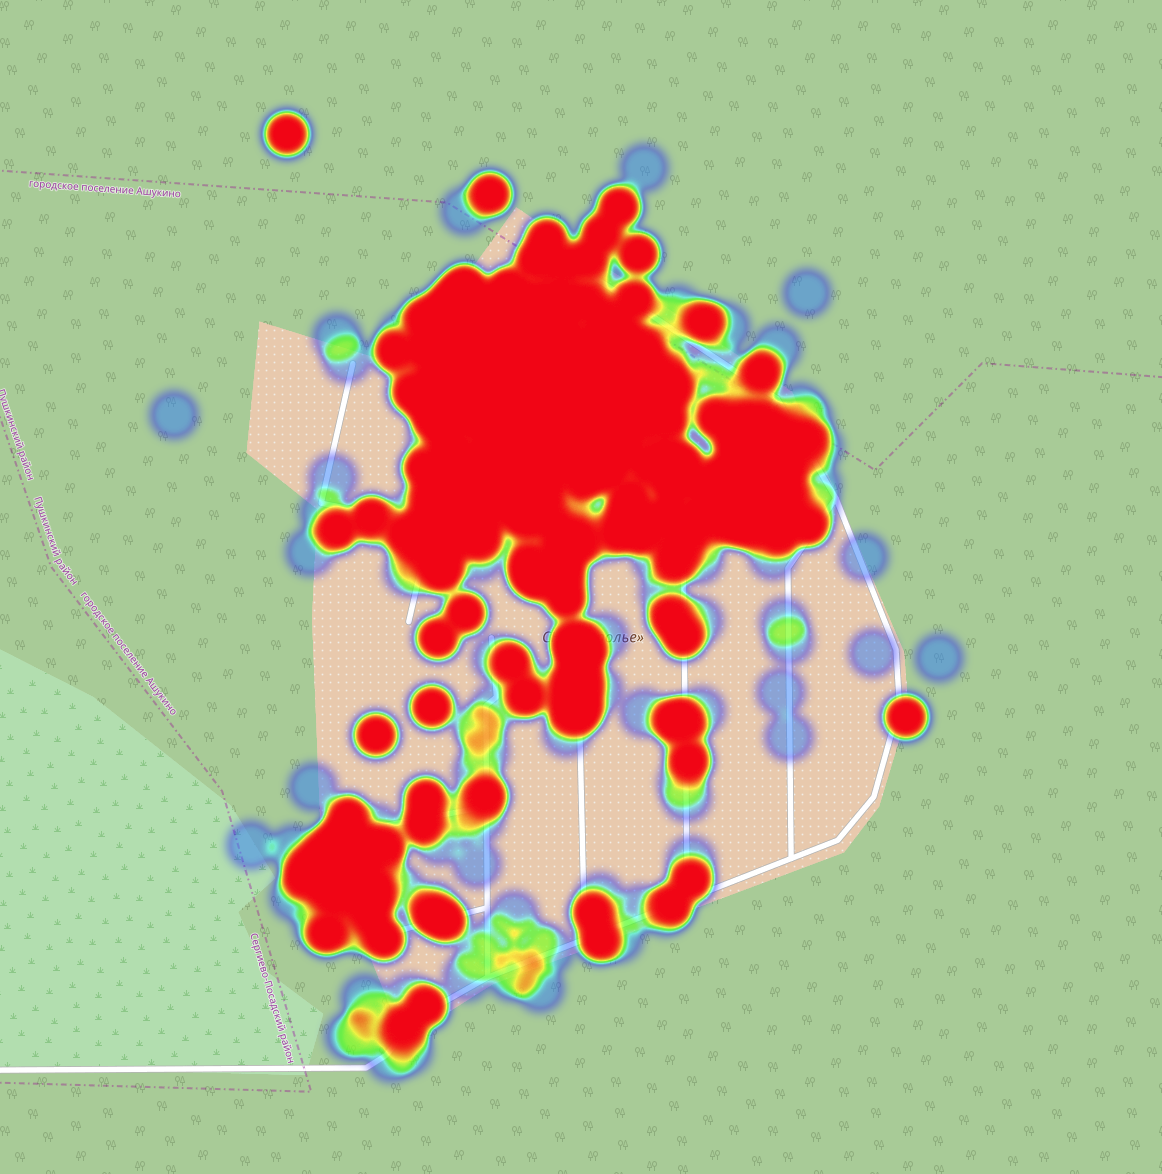 городское поселение Ашукино
Пушкинский район
Пушкинский район
городское поселение Ашукино
Сергиево-Посадский район